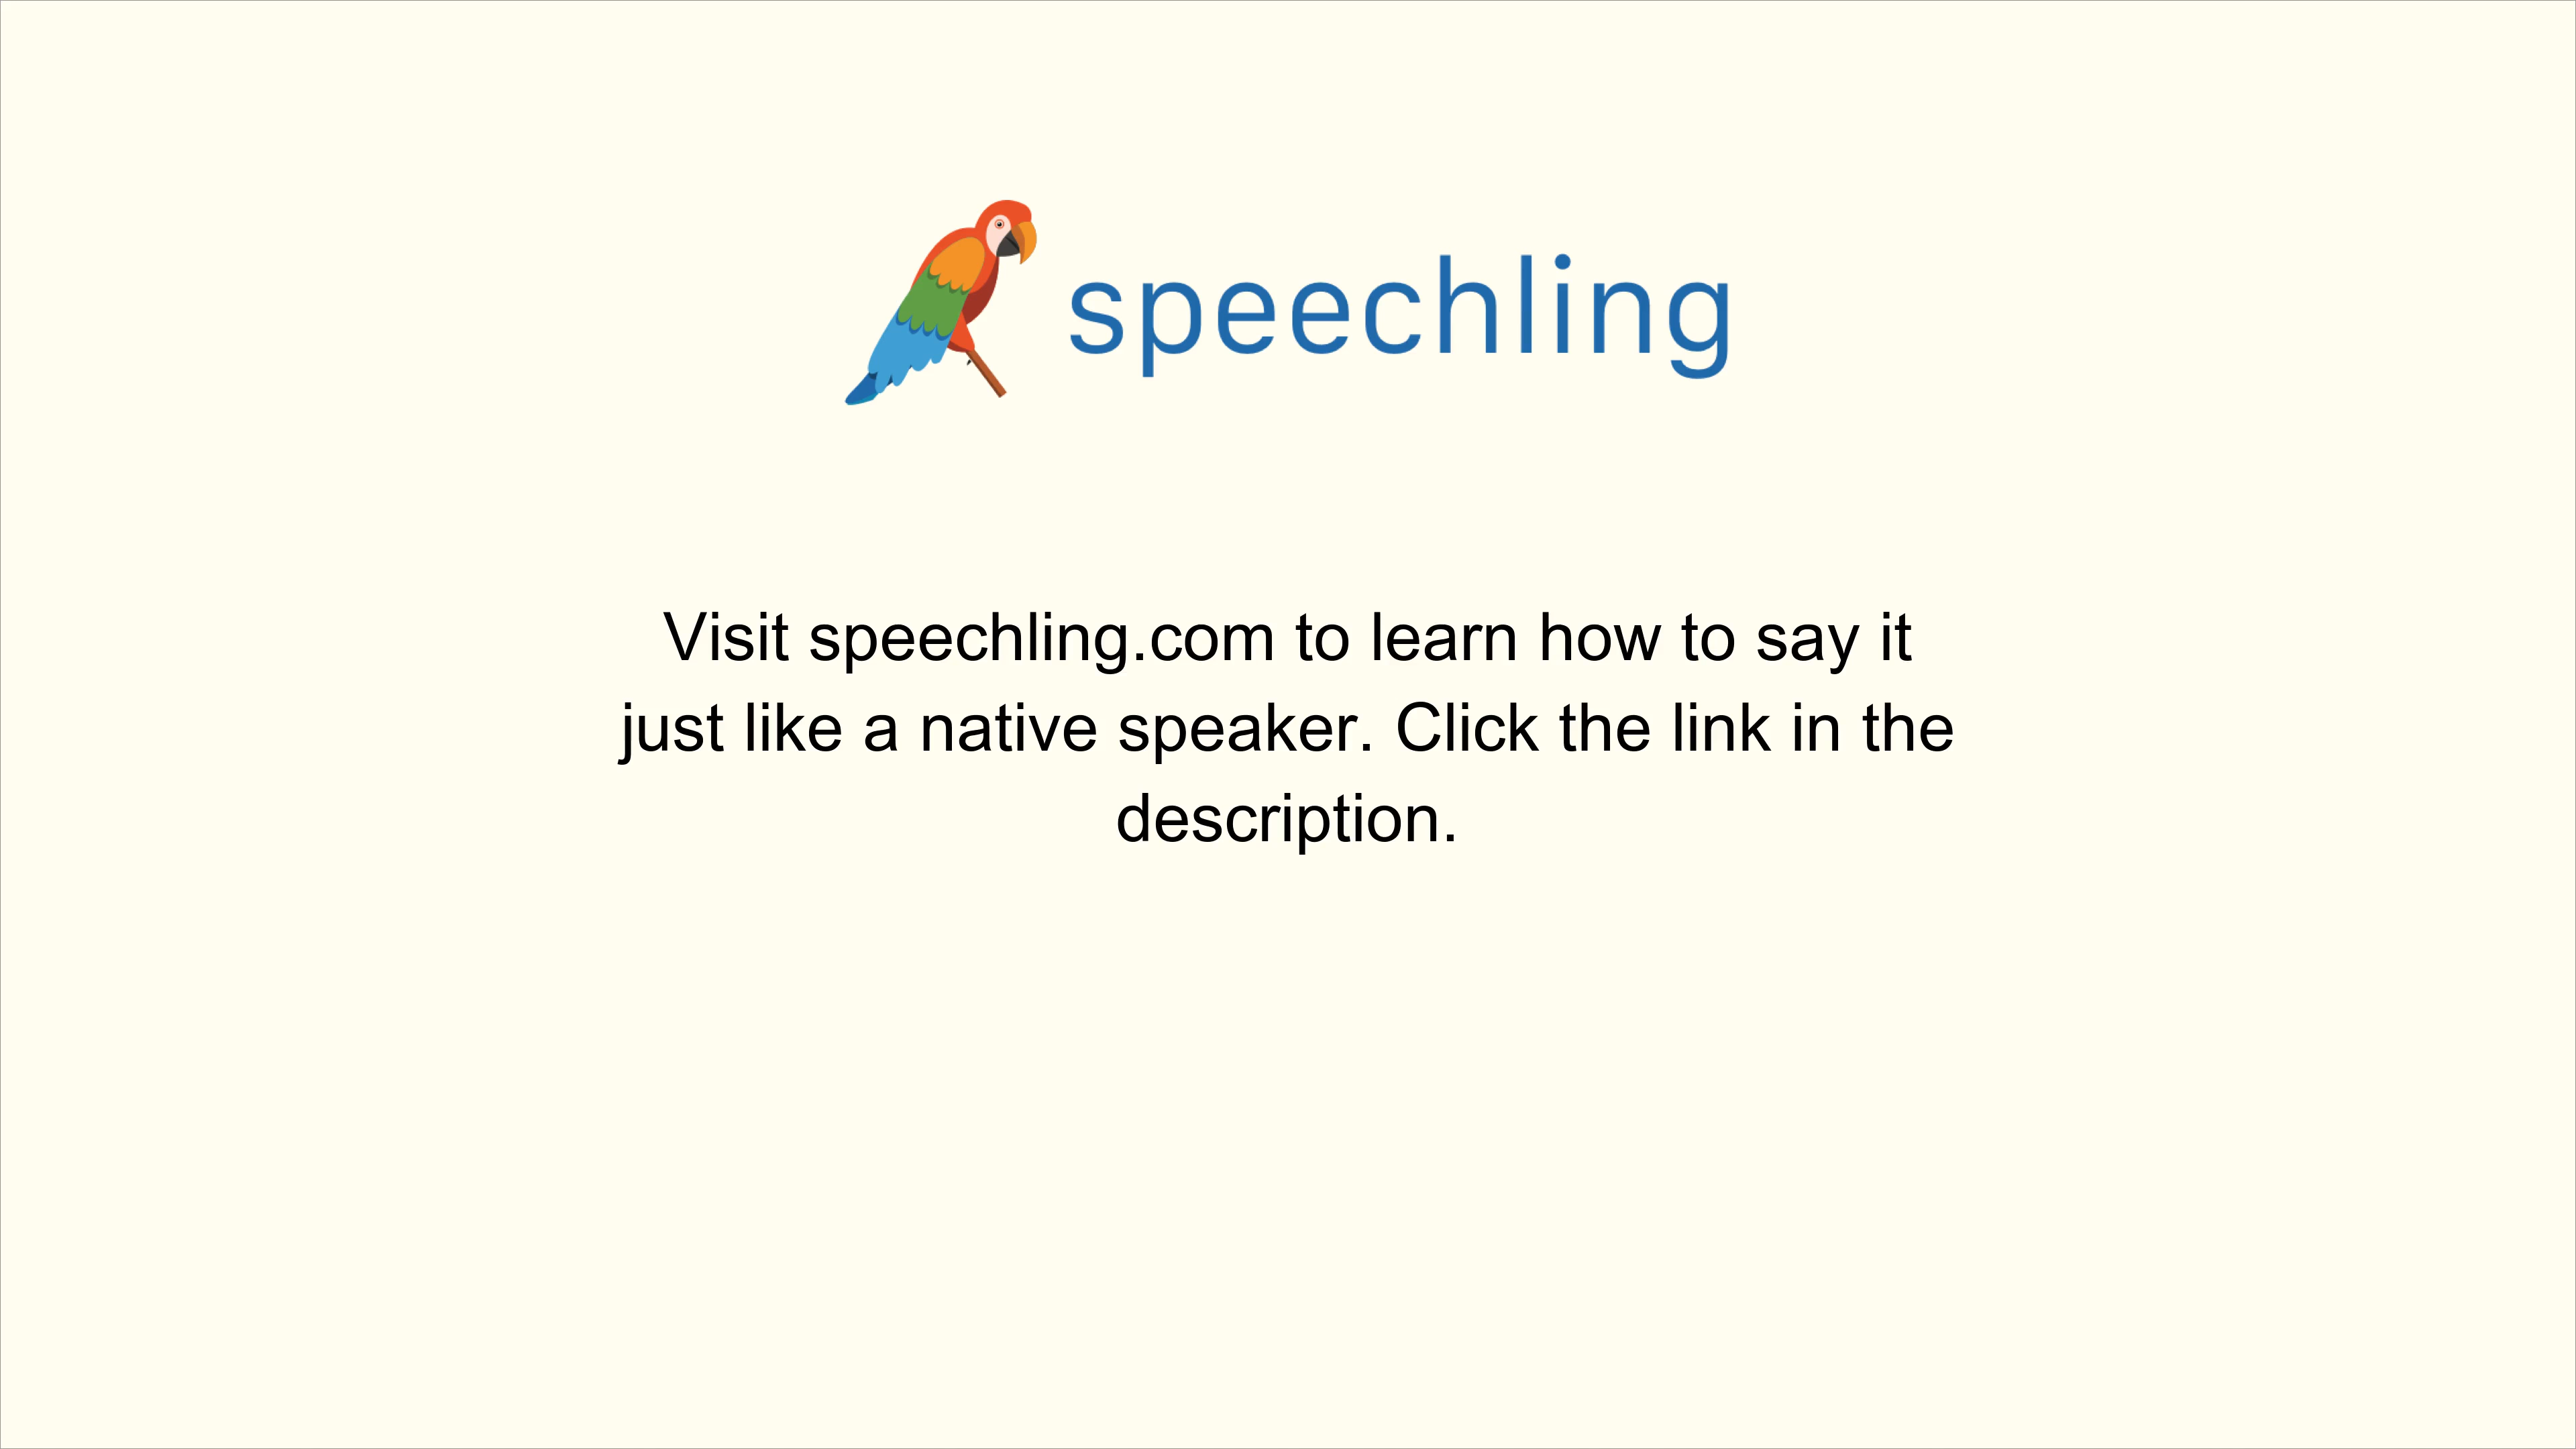 speechling
Visit speechling.com to learn how to say it
just like a native speaker. Click the link in the
description.